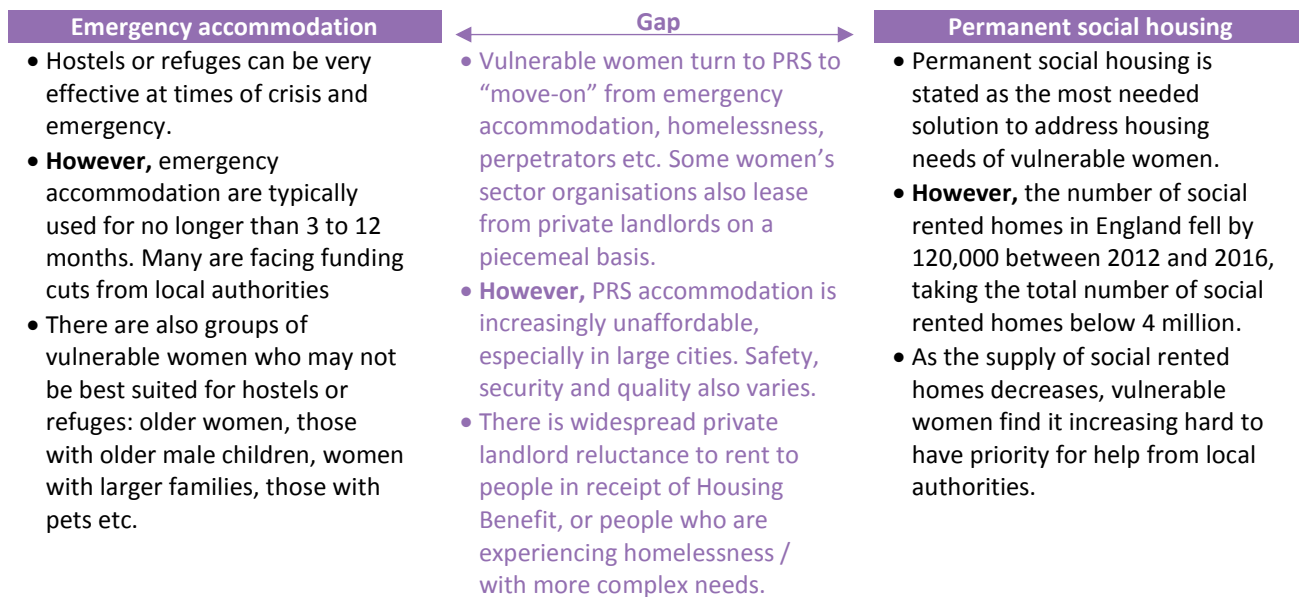 Emergency accommodation
• Hostels or refuges can be very
effective at times of crisis and
emergency.
• However, emergency
accommodation are typically
used for no longer than 3 to 12
months. Many are facing funding
cuts from local authorities
• There are also groups of
vulnerable women who may not
be best suited for hostels or
refuges: older women, those
with older male children, women
with larger families, those with
pets etc.
Gap
• Vulnerable women turn to PRS to
“move-on” from emergency
accommodation, homelessness,
perpetrators etc. Some women’s
sector organisations also lease
from private landlords on a
piecemeal basis.
• However, PRS accommodation is
increasingly unaffordable,
especially in large cities. Safety,
security and quality also varies.
• There is widespread private
landlord reluctance to rent to
people in receipt of Housing
Benefit, or people who are
experiencing homelessness /
with more complex needs.
Permanent social housing
• Permanent social housing is
stated as the most needed
solution to address housing
needs of vulnerable women.
• However, the number of social
rented homes in England fell by
120,000 between 2012 and 2016,
taking the total number of social
rented homes below 4 million.
• As the supply of social rented
homes decreases, vulnerable
women find it increasing hard to
have priority for help from local
authorities.